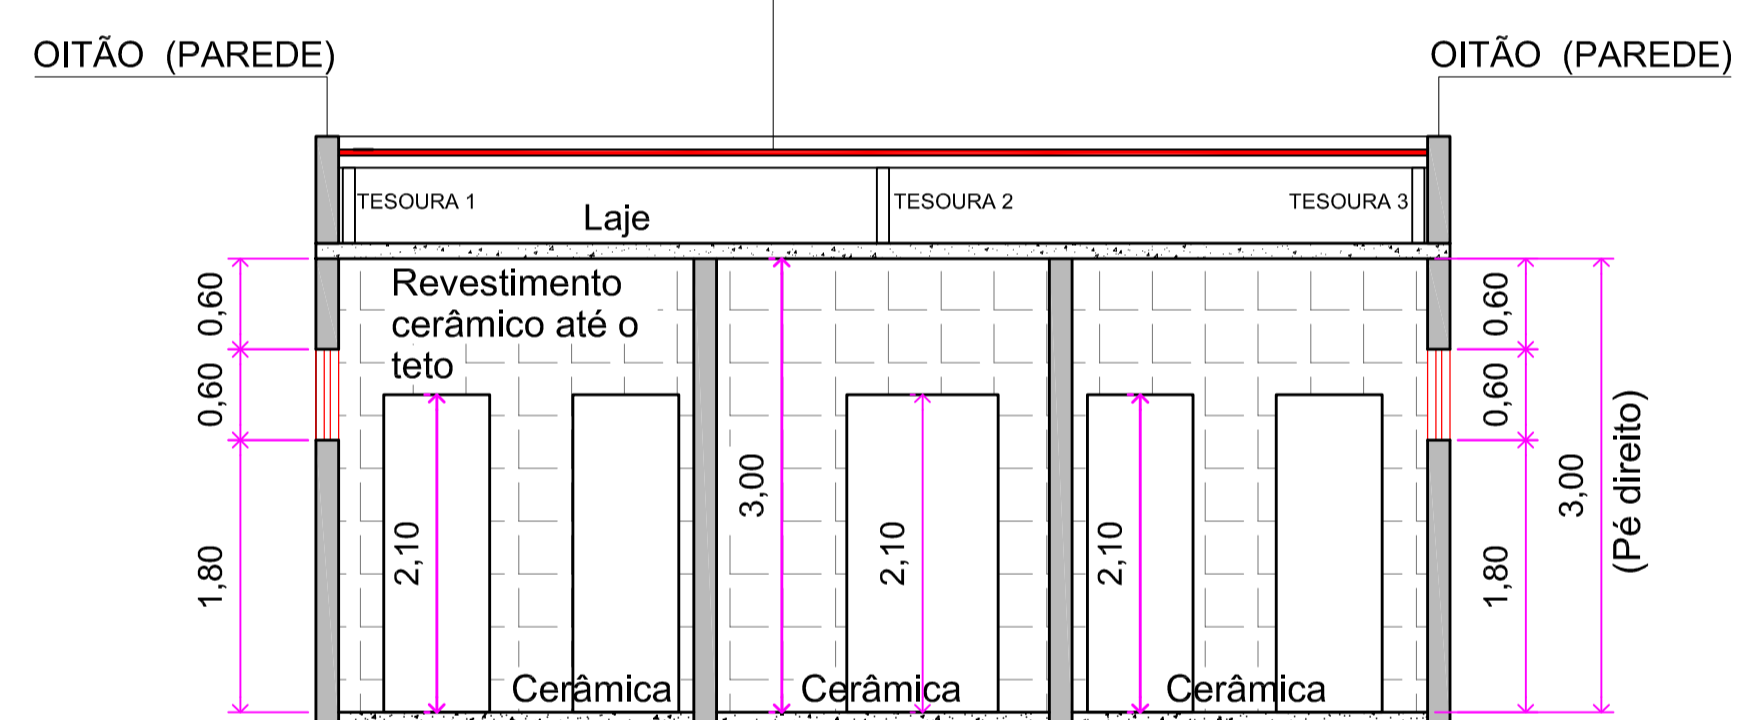 OITÃO (PAREDE)
OITÃO (PAREDE)
TESOURA 1
TESOURA 2
TESOURA 3
Laje
Revestimento
cerâmico até o
teto
0,60
0,60
1,80
2,10
3,00
2,10
2,10
0,60
0,60
1,80
3,00
(Pé direito)
Cerâmica
Cerâmica
Cerâmica